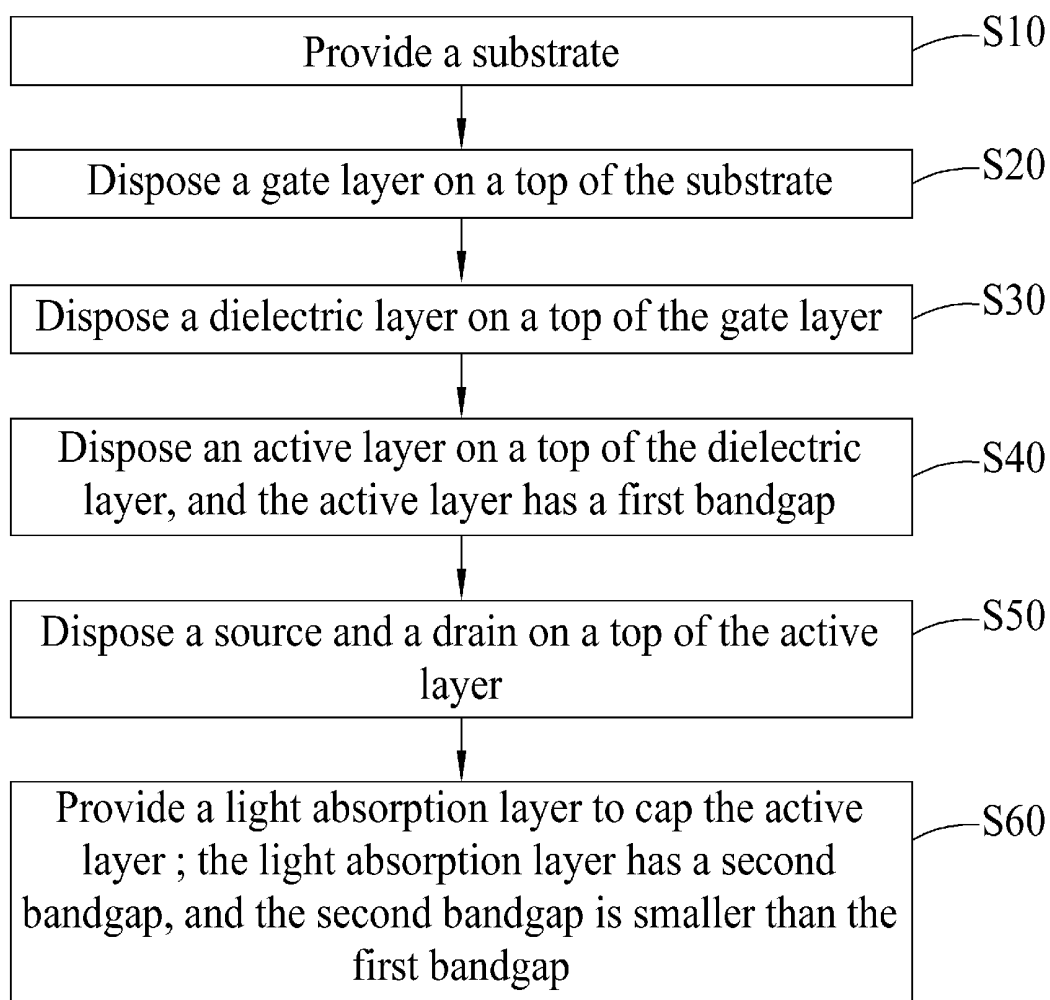 Provide a substrate
S10
Dispose a gate layer on a top of the substrate
S20
Dispose a dielectric layer on a top of the gate layer
S30
Dispose an active layer on a top of the dielectric
layer, and the active layer has a first bandgap
S40
Dispose a source and a drain on a top of the active
layer
S50
Provide a light absorption layer to cap the active
layer ; the light absorption layer has a second
bandgap, and the second bandgap is smaller than the
first bandgap
S60